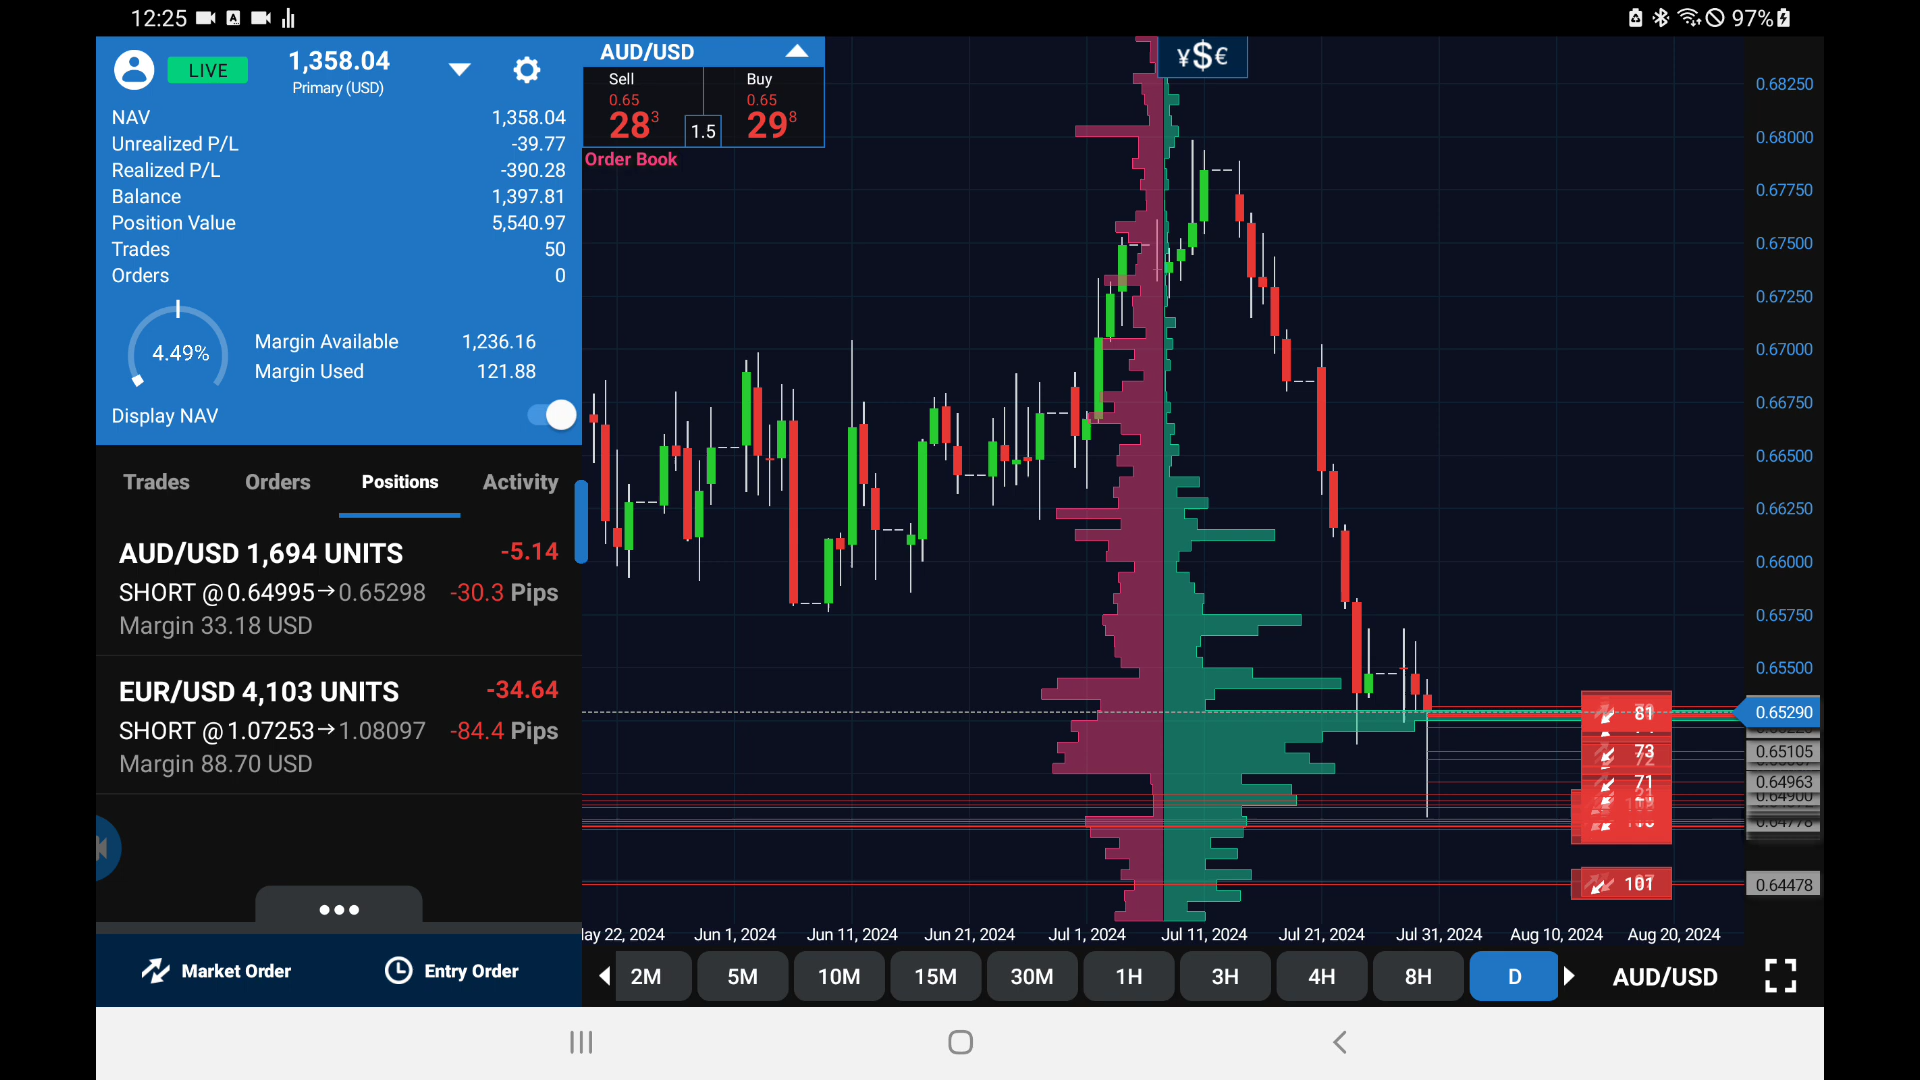 12:25
97%
LIVE
1,358.04
Primary (USD)
NAV 1,358.04
Unrealized P/L -39.77
Realized P/L -390.28
Balance 1,397.81
Position Value 5,540.97
Trades 50
Orders 0
4.49%
Margin Available 1,236.16
Margin Used 121.88
Display NAV
Trades Orders Positions Activity
AUD/USD 1,694 UNITS -5.14
SHORT @ 0.64995→0.65298 -30.3 Pips
Margin 33.18 USD
EUR/USD 4,103 UNITS -34.64
SHORT @ 1.07253→1.08097 -84.4 Pips
Margin 88.70 USD
Market Order Entry Order
AUD/USD
Sell Buy
0.65 0.65
28 3 1.5 29 8
Order Book
¥$€
0.68250
0.68000
0.67750
0.67500
0.67250
0.67000
0.66750
0.66500
0.66250
0.66000
0.65750
0.65500
81 0.65290
73 0.65105
71 0.64963
0.64900
0.64778
101 0.64478
ay 22, 2024 Jun 1, 2024 Jun 11, 2024 Jun 21, 2024 Jul 1, 2024 Jul 11, 2024 Jul 21, 2024 Jul 31, 2024 Aug 10, 2024 Aug 20, 2024
2M 5M 10M 15M 30M 1H 3H 4H 8H D AUD/USD